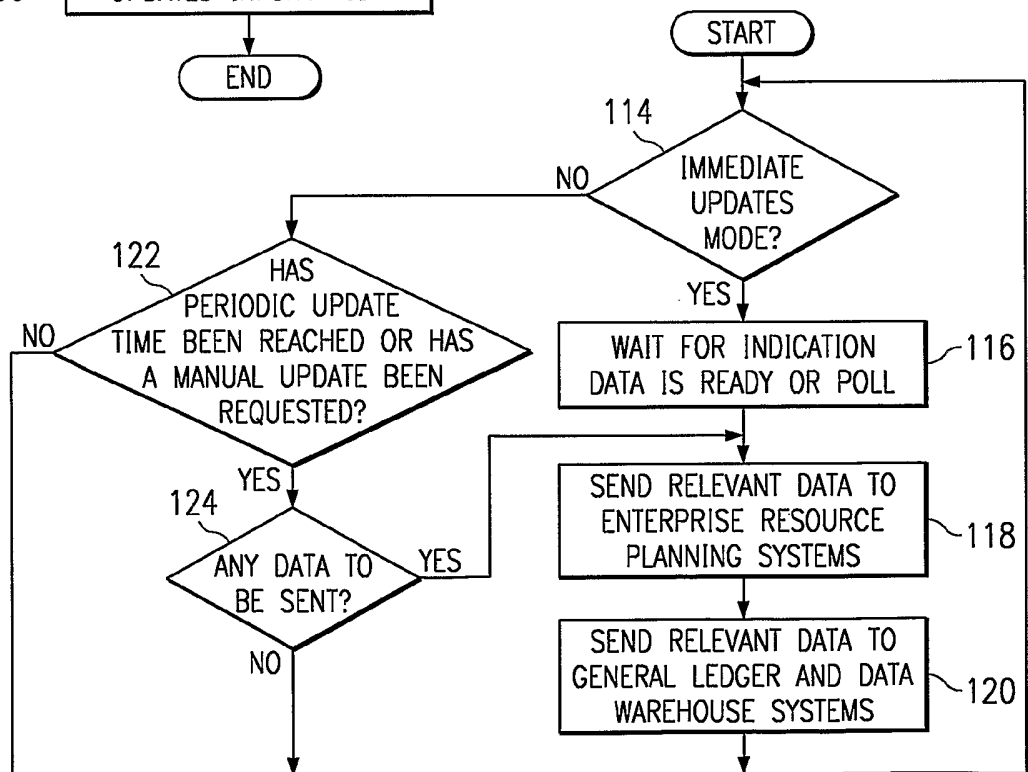 END
START
114
IMMEDIATE
UPDATES
MODE?
NO
YES
122
HAS
PERIODIC UPDATE
TIME BEEN REACHED OR HAS
A MANUAL UPDATE BEEN
REQUESTED?
NO
YES
WAIT FOR INDICATION
DATA IS READY OR POLL
116
124
ANY DATA TO
BE SENT?
YES
NO
SEND RELEVANT DATA TO
ENTERPRISE RESOURCE
PLANNING SYSTEMS
118
SEND RELEVANT DATA TO
GENERAL LEDGER AND DATA
WAREHOUSE SYSTEMS
120